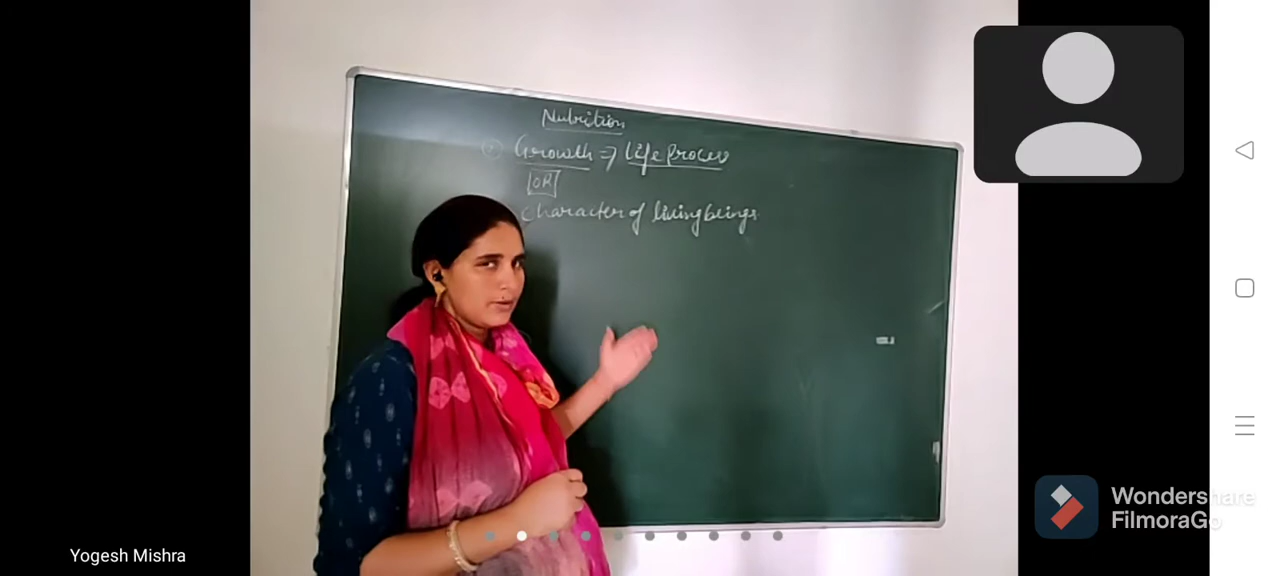 Nutrition
Growth ⇒ Life Process
OR
Character of living beings
Yogesh Mishra
Wondershare
FilmoraGo